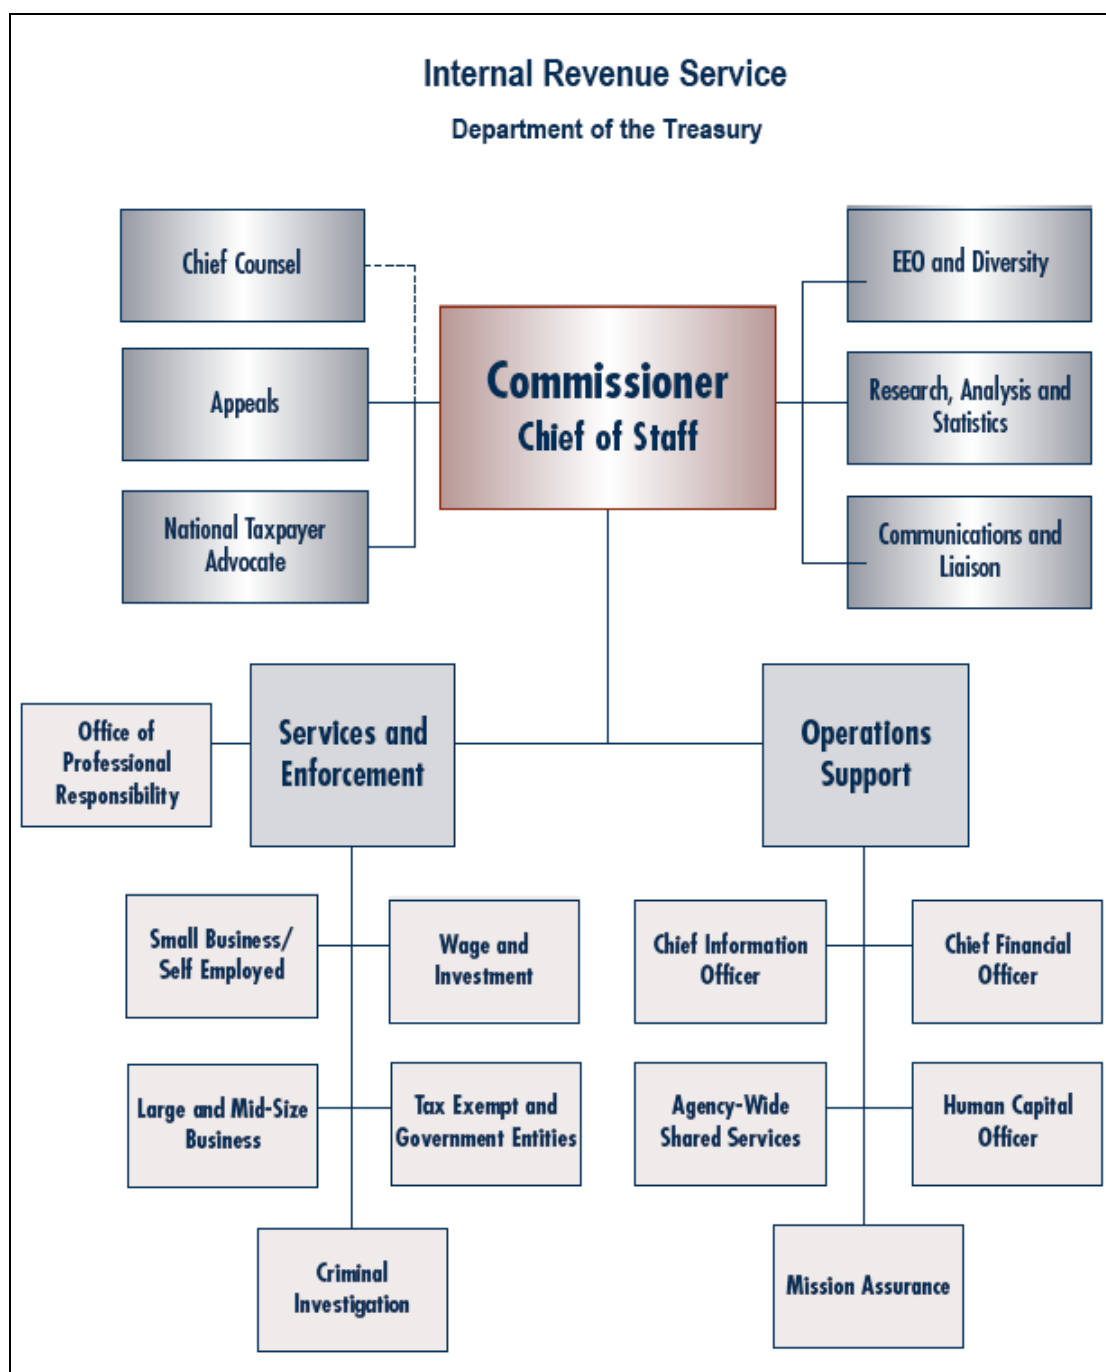 Internal Revenue Service
Department of the Treasury
Chief Counsel
EEO and Diversity
Commissioner
Chief of Staff
Appeals
Research, Analysis and
Statistics
National Taxpayer
Advocate
Communications and
Liaison
Office of
Professional
Responsibility
Services and
Enforcement
Operations
Support
Small Business/
Self Employed
Wage and
Investment
Chief Information
Officer
Chief Financial
Officer
Large and Mid-Size
Business
Tax Exempt and
Government Entities
Agency-Wide
Shared Services
Human Capital
Officer
Criminal
Investigation
Mission Assurance